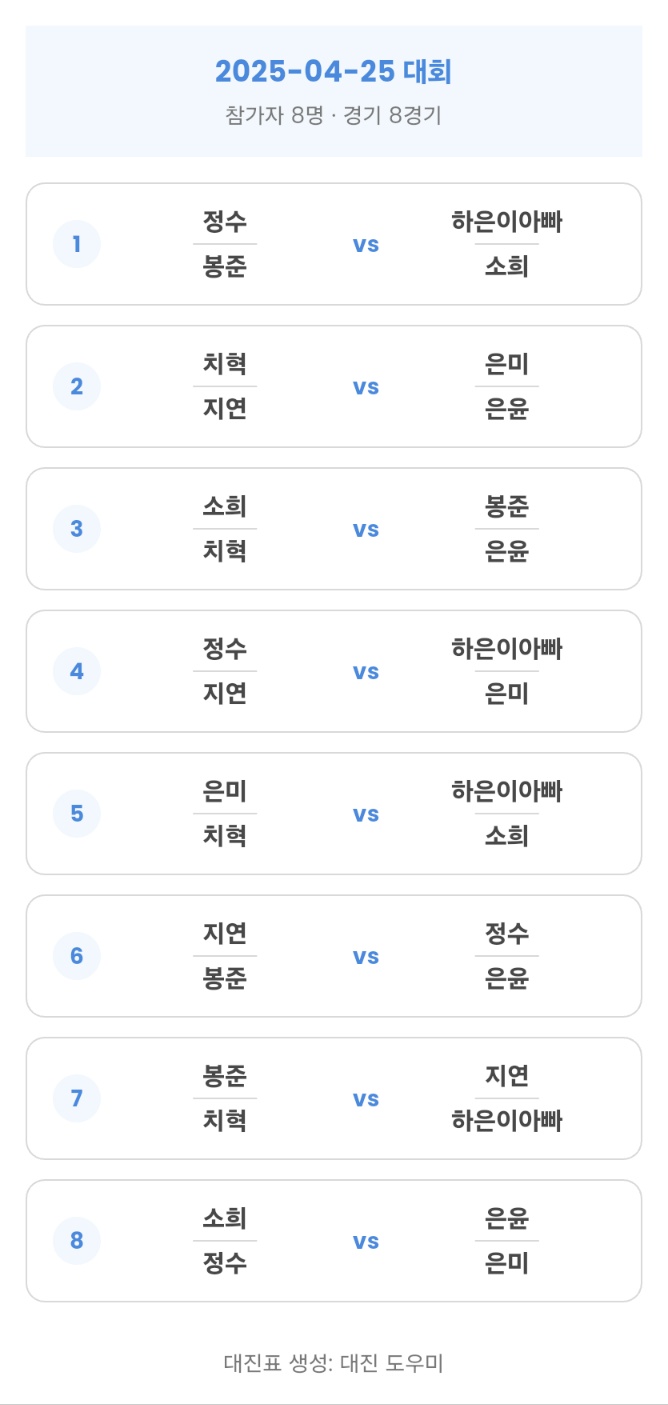 2025-04-25 대회
참가자 8명 · 경기 8경기
1
정수
봉준
vs
하은이아빠
소희
2
치혁
지연
vs
은미
은윤
3
소희
치혁
vs
봉준
은윤
4
정수
지연
vs
하은이아빠
은미
5
은미
치혁
vs
하은이아빠
소희
6
지연
봉준
vs
정수
은윤
7
봉준
치혁
vs
지연
하은이아빠
8
소희
정수
vs
은윤
은미
대진표 생성: 대진 도우미